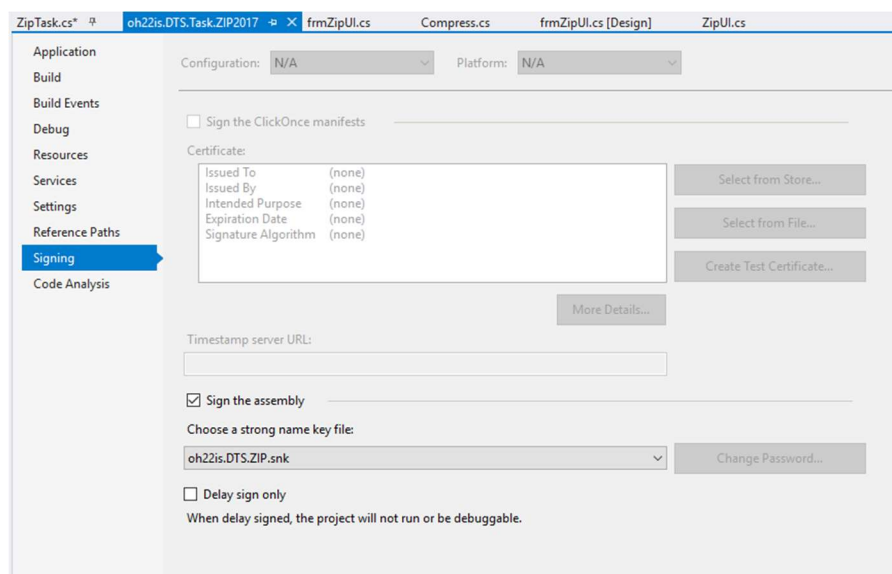 ZipTask.cs* oh22is.DTS.Task.ZIP2017 frmZipUI.cs Compress.cs frmZipUI.cs [Design] ZipUI.cs
Application
Build
Build Events
Debug
Resources
Services
Settings
Reference Paths
Signing
Code Analysis
Configuration: N/A Platform: N/A
Sign the ClickOnce manifests
Certificate:
Issued To (none)
Issued By (none)
Intended Purpose (none)
Expiration Date (none)
Signature Algorithm (none)
Select from Store...
Select from File...
Create Test Certificate...
More Details...
Timestamp server URL:
Sign the assembly
Choose a strong name key file:
oh22is.DTS.ZIP.snk
Change Password...
Delay sign only
When delay signed, the project will not run or be debuggable.